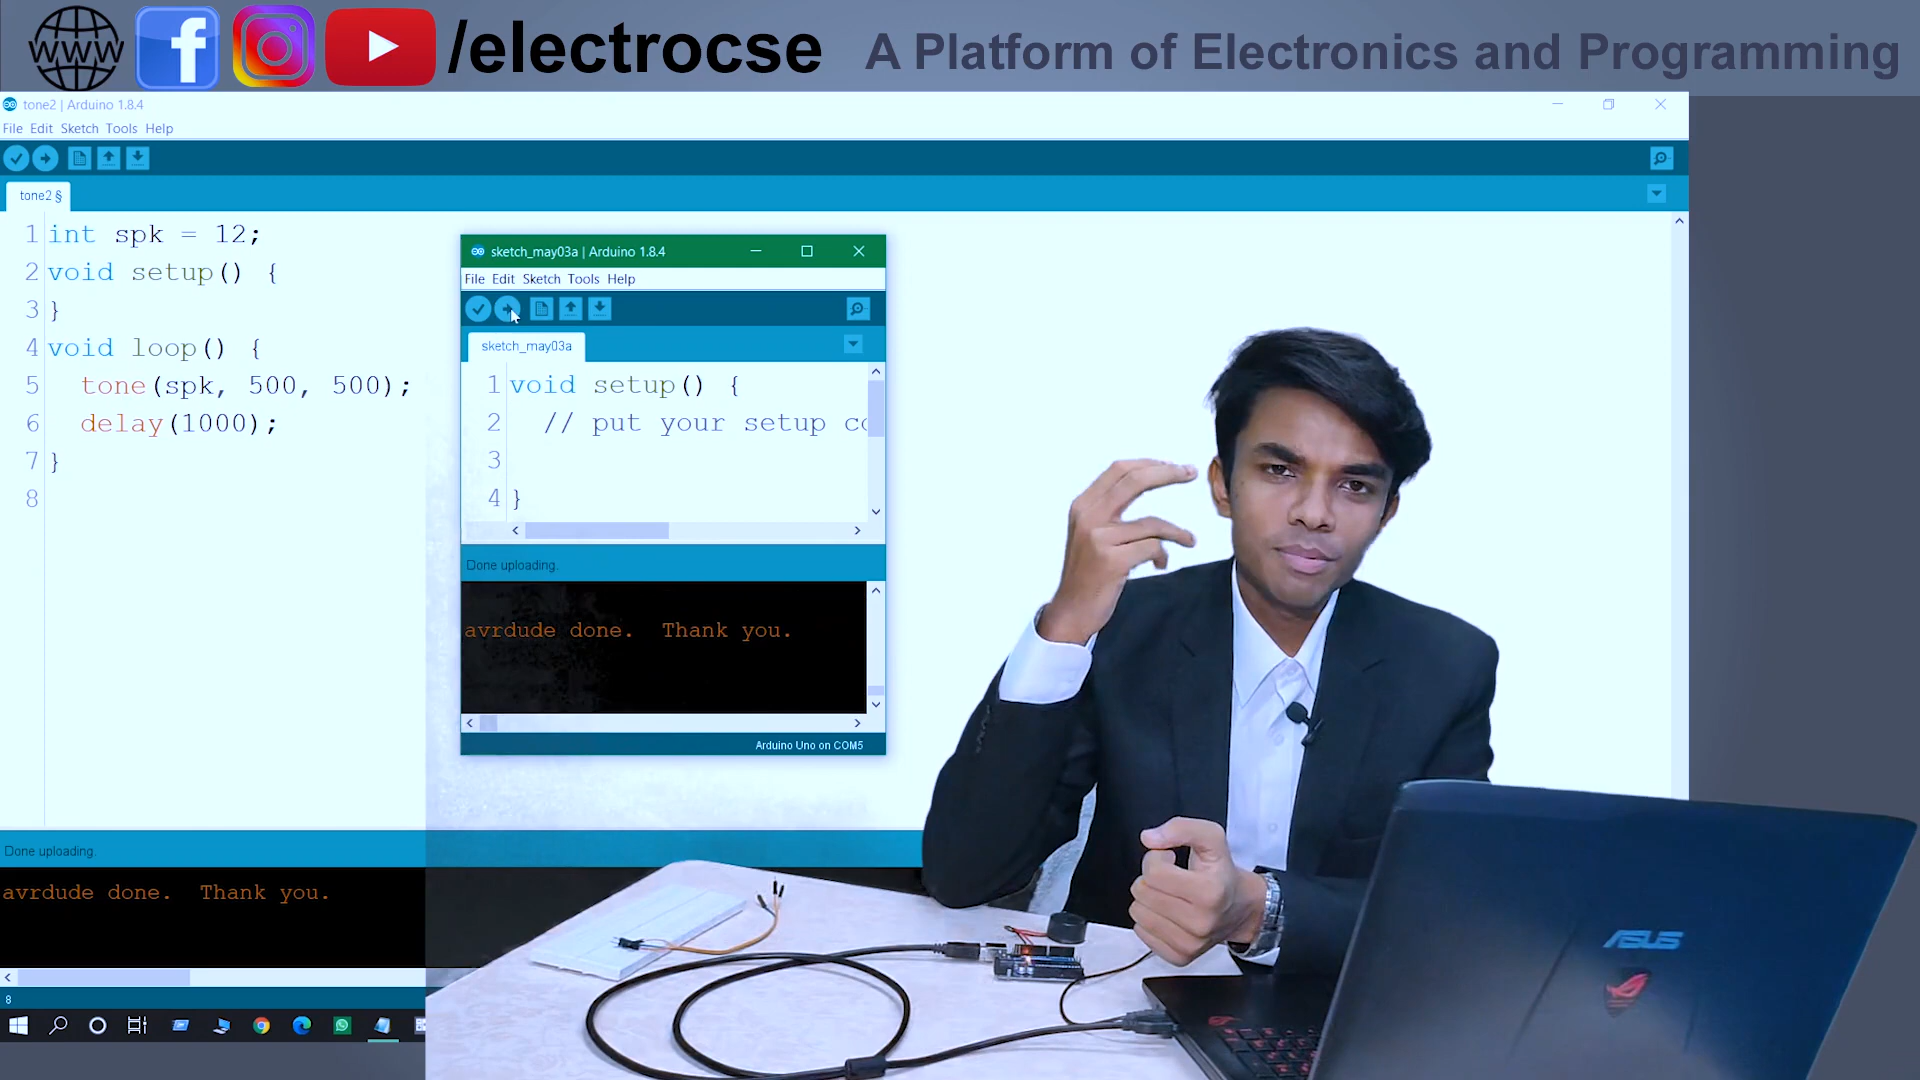 WWW f /electrocse A Platform of Electronics and Programming
tone2 | Arduino 1.8.4
File Edit Sketch Tools Help
tone2 §
1 int spk = 12;
2 void setup() {
3 }
4 void loop() {
5 tone(spk, 500, 500);
6 delay(1000);
7 }
8
Done uploading.
avrdude done. Thank you.
8
sketch_may03a | Arduino 1.8.4
File Edit Sketch Tools Help
sketch_may03a
1 void setup() {
2 // put your setup co
3
4 }
Done uploading.
avrdude done. Thank you.
Arduino Uno on COM5
ASUS